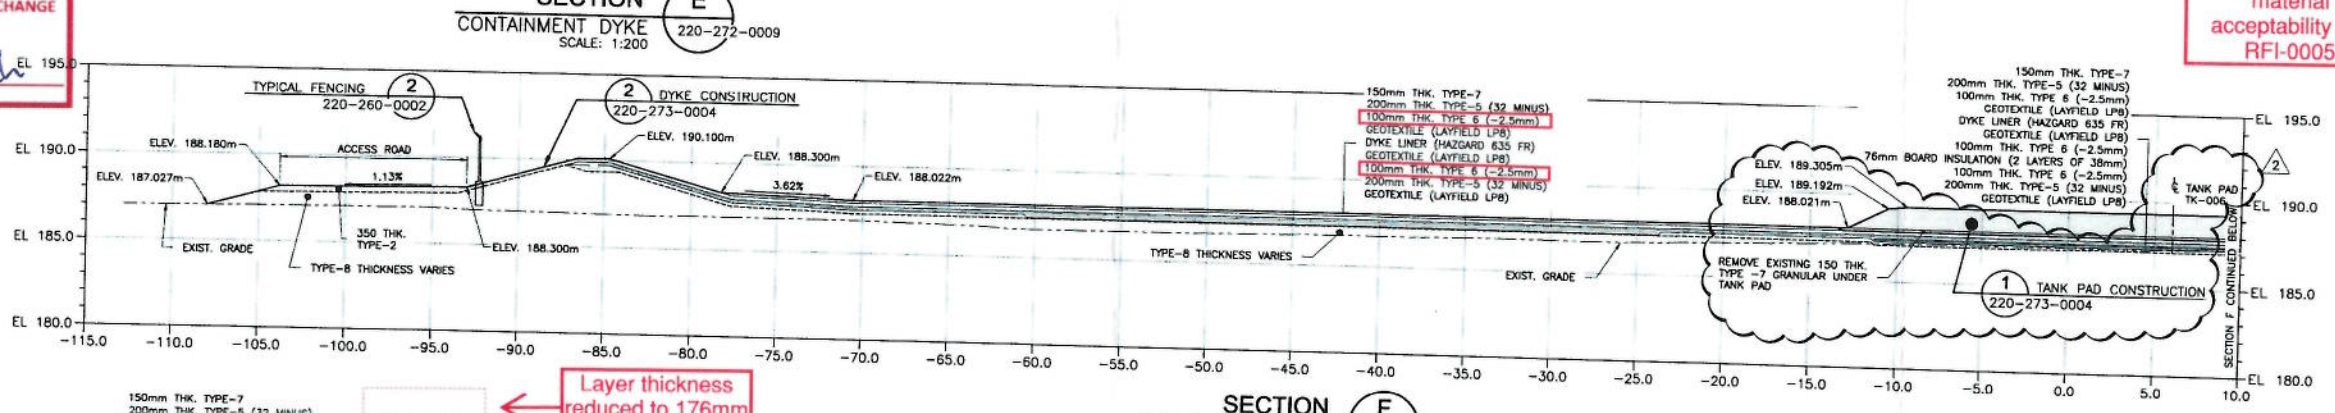 CHANGE
SECTION
E
CONTAINMENT DYKE
220-272-0009
SCALE: 1:200
material
acceptability
RFI-0005
EL 195.0
TYPICAL FENCING
2
220-260-0002
2
DYKE CONSTRUCTION
220-273-0004
ELEV. 188.180m
ACCESS ROAD
ELEV. 190.100m
EL 190.0
ELEV. 188.300m
ELEV. 187.027m
1.13%
3.62%
ELEV. 188.022m
EL 185.0
EXIST. GRADE
350 THK.
TYPE-2
ELEV. 188.300m
TYPE-8 THICKNESS VARIES
EL 180.0
150mm THK. TYPE-7
200mm THK. TYPE-5 (32 MINUS)
100mm THK. TYPE 6 (-2.5mm)
GEOTEXTILE (LAYFIELD LP8)
DYKE LINER (HAZGARD 635 FR)
GEOTEXTILE (LAYFIELD LP8)
100mm THK. TYPE 6 (-2.5mm)
200mm THK. TYPE-5 (32 MINUS)
GEOTEXTILE (LAYFIELD LP8)
TYPE-8 THICKNESS VARIES
EXIST. GRADE
150mm THK. TYPE-7
200mm THK. TYPE-5 (32 MINUS)
100mm THK. TYPE 6 (-2.5mm)
GEOTEXTILE (LAYFIELD LP8)
DYKE LINER (HAZGARD 635 FR)
GEOTEXTILE (LAYFIELD LP8)
100mm THK. TYPE 6 (-2.5mm)
76mm BOARD INSULATION (2 LAYERS OF 38mm)
100mm THK. TYPE 6 (-2.5mm)
200mm THK. TYPE-5 (32 MINUS)
GEOTEXTILE (LAYFIELD LP8)
ELEV. 189.305m
ELEV. 189.192m
ELEV. 188.021m
2
TANK PAD
TK-006
REMOVE EXISTING 150 THK.
TYPE -7 GRANULAR UNDER
TANK PAD
1
TANK PAD CONSTRUCTION
220-273-0004
SECTION F CONTINUED BELOW
EL 195.0
EL 190.0
EL 185.0
EL 180.0
-115.0 -110.0 -105.0 -100.0 -95.0 -90.0 -85.0 -80.0 -75.0 -70.0 -65.0 -60.0 -55.0 -50.0 -45.0 -40.0 -35.0 -30.0 -25.0 -20.0 -15.0 -10.0 -5.0 0.0 5.0 10.0
150mm THK. TYPE-7
200mm THK. TYPE-5 (32 MINUS)
Layer thickness
reduced to 176mm
SECTION
F